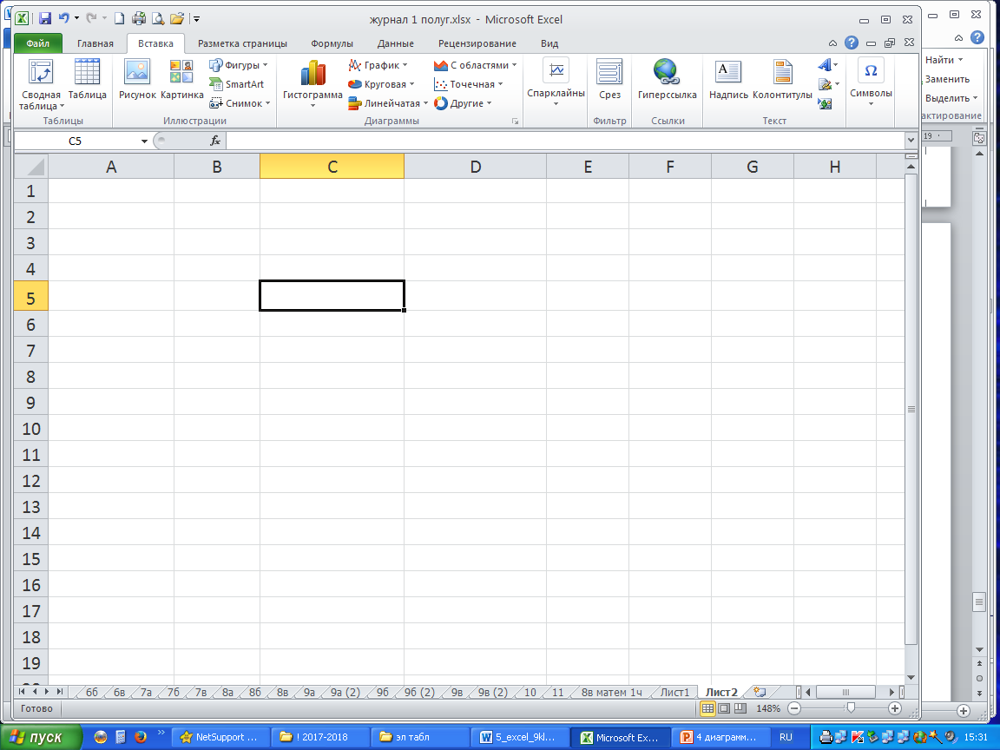 журнал 1 полуг.xlsx - Microsoft Excel
Файл Главная Вставка Разметка страницы Формулы Данные Рецензирование Вид
Сводная таблица
Таблица
Таблицы
Рисунок
Картинка
Фигуры
SmartArt
Снимок
Иллюстрации
Гистограмма
График
Круговая
Линейчатая
С областями
Точечная
Другие
Диаграммы
Спарклайны
Срез
Фильтр
Гиперссылка
Ссылки
Надпись
Колонтитулы
Текст
Символы
Найти
Заменить
Выделить
актирование
19
C5 fx
A B C D E F G H
1
2
3
4
5
6
7
8
9
10
11
12
13
14
15
16
17
18
19
6б 6в 7а 7б 7в 8а 8б 8в 9а 9а (2) 9б 9б (2) 9в 9в (2) 10 11 8в матем 1ч Лист1 Лист2
Готово 148%
пуск NetSupport ... ! 2017-2018 эл табл 5_excel_9kl... Microsoft Ex... 4 диаграмм... RU 15:31